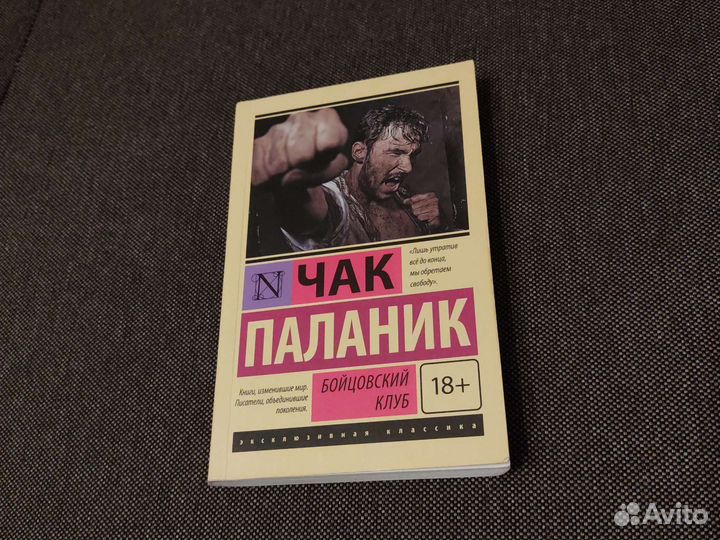 «Лишь утратив
всё до конца,
мы обретаем
свободу».
N ЧАК
ПАЛАНИК
Книги, изменившие мир.
Писатели, объединившие
поколения.
БОЙЦОВСКИЙ
КЛУБ
18+
эксклюзивная классика
Avito